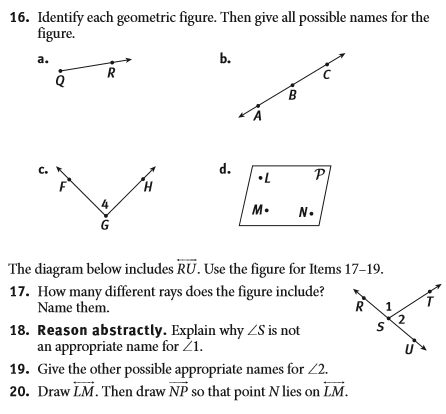 16. Identify each geometric figure. Then give all possible names for the
figure.
a.
Q
R
b.
A
B
C
c.
F
4
H
G
d.
L
P
M
N
The diagram below includes RU. Use the figure for Items 17–19.
17. How many different rays does the figure include?
Name them.
18. Reason abstractly. Explain why ∠S is not
an appropriate name for ∠1.
19. Give the other possible appropriate names for ∠2.
20. Draw LM. Then draw NP so that point N lies on LM.
R
1
T
S
2
U